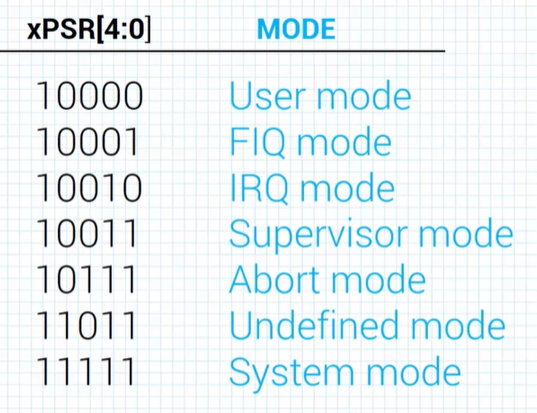 xPSR[4:0] MODE
10000 User mode
10001 FIQ mode
10010 IRQ mode
10011 Supervisor mode
10111 Abort mode
11011 Undefined mode
11111 System mode